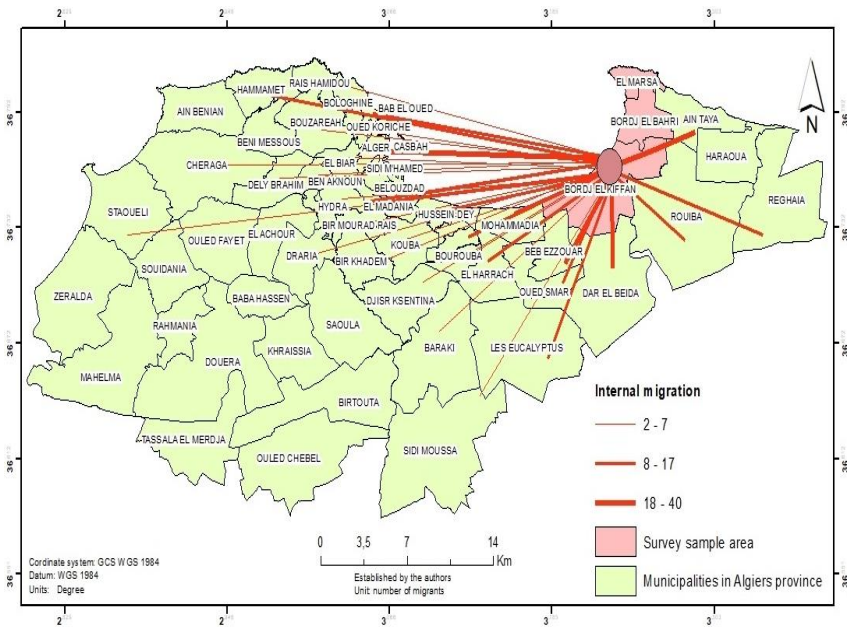 EL MARSA
RAIS HAMIDOU
HAMMAMET
BOLOGHINE
BAB EL OUED
AIN BENIAN
BOUZAREAH
OUED KORICHE
BORDJ EL BAHRI
AIN TAYA
N
BENI MESSOUS
ALGER
CASBAH
CHERAGA
EL BIAR
SIDI M'HAMED
HARAOUA
DELY BRAHIM
BEN AKNOUN
BELOUZDAD
BORDJ EL KIFFAN
REGHAIA
STAOUELI
HYDRA
EL MADANIA
HUSSEIN-DEY
ROUIBA
OULED FAYET
EL ACHOUR
BIR MOURAD RAIS
MOHAMMADIA
DRARIA
KOUBA
BEB EZZOUAR
SOUIDANIA
BIR KHADEM
BOUROUBA
EL HARRACH
ZERALDA
BABA HASSEN
DJISR KSENTINA
OUED SMAR
DAR EL BEIDA
RAHMANIA
SAOULA
KHRAISSIA
BARAKI
LES EUCALYPTUS
DOUERA
MAHELMA
BIRTOUTA
TASSALA EL MERDJA
OULED CHEBEL
SIDI MOUSSA
Internal migration
2 - 7
8 - 17
18 - 40
Survey sample area
Municipalities in Algiers province
0 3,5 7 14
Km
Established by the authors
Unit: number of migrants
Cordinate system: GCS WGS 1984
Datum: WGS 1984
Units: Degree